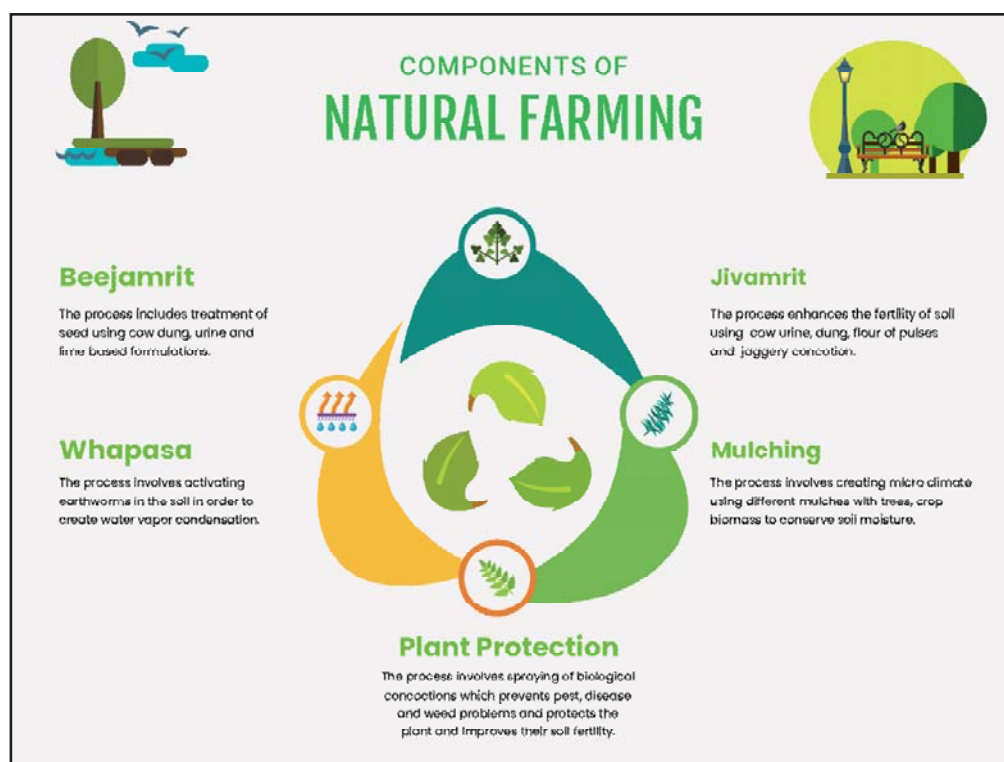 COMPONENTS OF
NATURAL FARMING
Beejamrit
The process includes treatment of
seed using cow dung, urine and
lime based formulations.
Whapasa
The process involves activating
earthworms in the soil in order to
create water vapor condensation.
Jivamrit
The process enhances the fertility of soil
using cow urine, dung, flour of pulses
and jaggery concotion.
Mulching
The process involves creating micro climate
using different mulches with trees, crop
biomass to conserve soil moisture.
Plant Protection
The process involves spraying of biological
concoctions which prevents pest, disease
and weed problems and protects the
plant and improves their soil fertility.